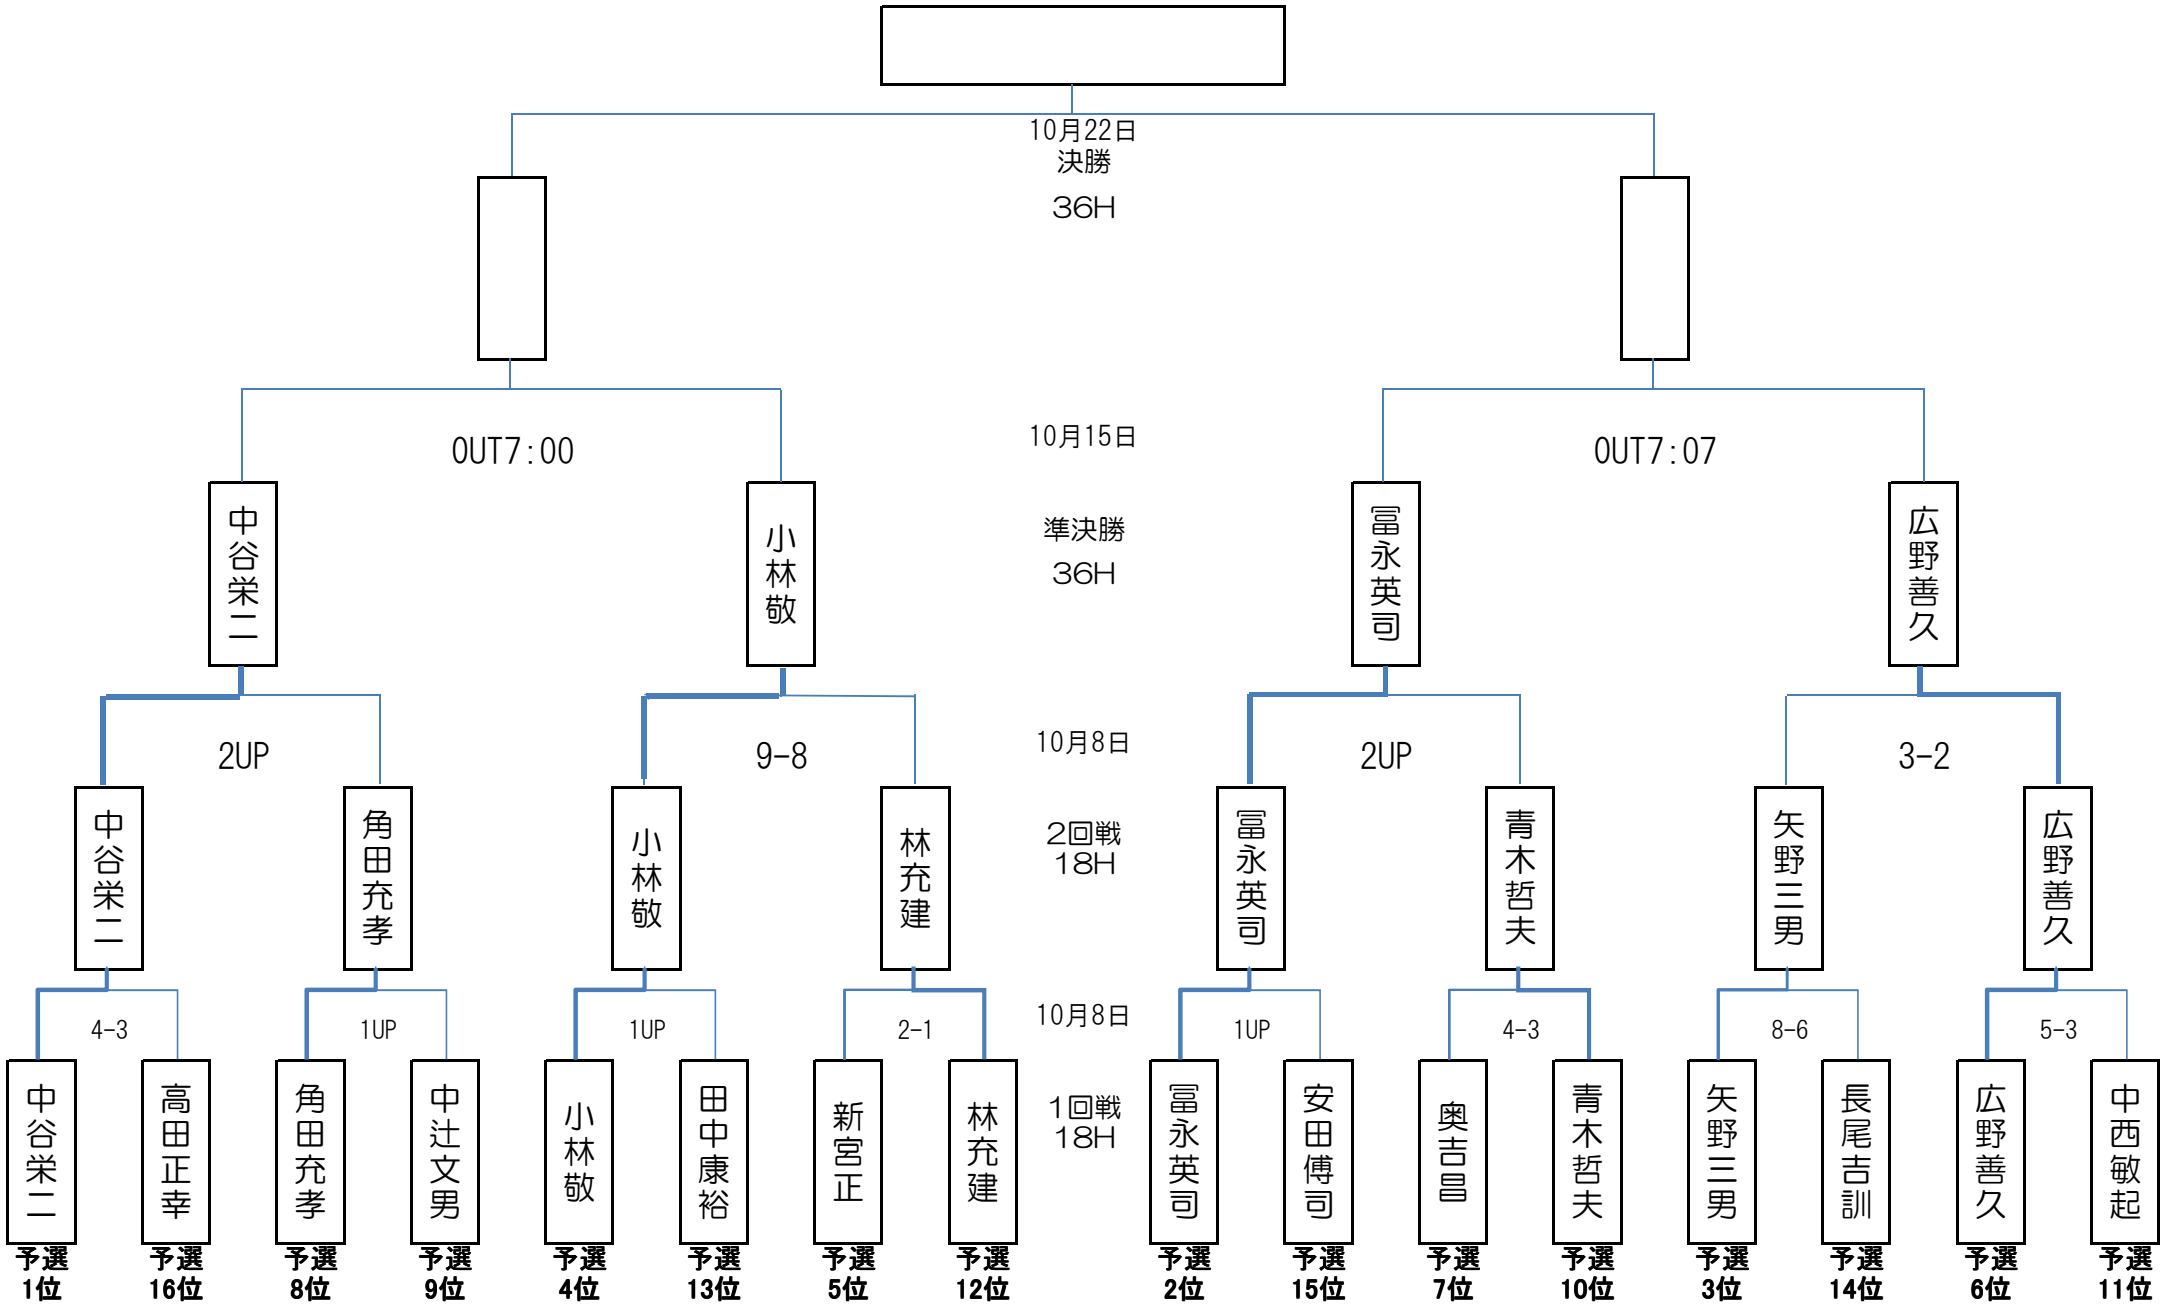 10月22日
決勝
36H
OUT7:00
10月15日
OUT7:07
中谷栄二
小林敬
準決勝
36H
冨永英司
広野善久
2UP
9-8
10月8日
2UP
3-2
中谷栄二
角田充孝
小林敬
林充建
2回戦
18H
冨永英司
青木哲夫
矢野三男
広野善久
4-3
1UP
1UP
2-1
10月8日
1UP
4-3
8-6
5-3
中谷栄二
高田正幸
角田充孝
中辻文男
小林敬
田中康裕
新宮正
林充建
1回戦
18H
冨永英司
安田傅司
奥吉昌
青木哲夫
矢野三男
長尾吉訓
広野善久
中西敏起
予選
1位
予選
16位
予選
8位
予選
9位
予選
4位
予選
13位
予選
5位
予選
12位
予選
2位
予選
15位
予選
7位
予選
10位
予選
3位
予選
14位
予選
6位
予選
11位